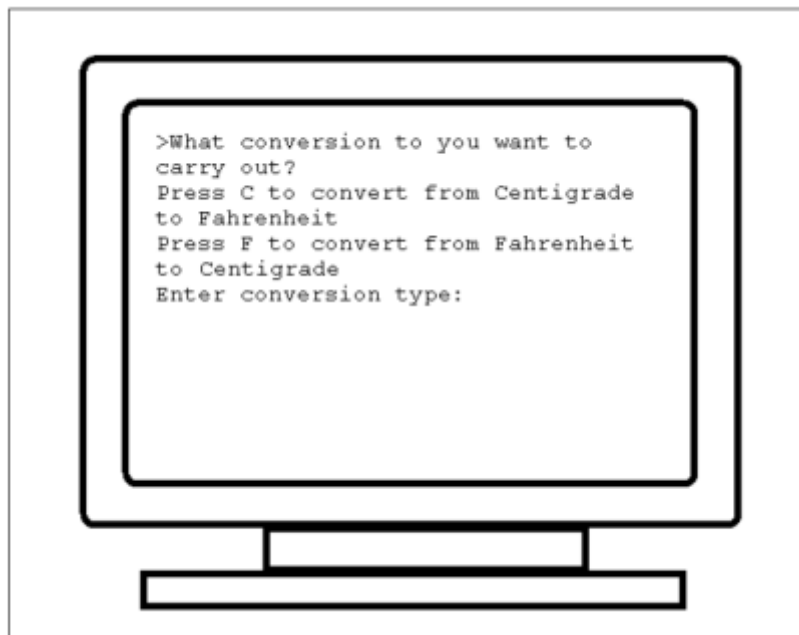 >What conversion to you want to
carry out?
Press C to convert from Centigrade
to Fahrenheit
Press F to convert from Fahrenheit
to Centigrade
Enter conversion type: